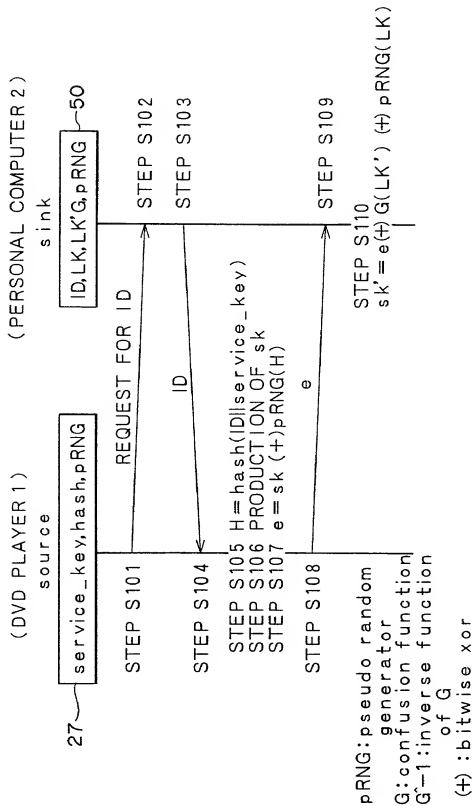 (DVD PLAYER 1)
source
(PERSONAL COMPUTER 2)
sink
27
service_key,hash,pRNG
ID,LK,LK'G,pRNG
50
STEP S101
REQUEST FOR ID
STEP S102
STEP S103
ID
STEP S104
STEP S105 H=hash(ID||service_key)
STEP S106 PRODUCTION OF sk
STEP S107 e=sk (+)pRNG(H)
STEP S108
e
STEP S109
STEP S110
sk'=e(+)G(LK') (+)pRNG(LK)
pRNG:pseudo random
generator
G:confusion function
G^-1:inverse function
of G
(+) :bitwise xor